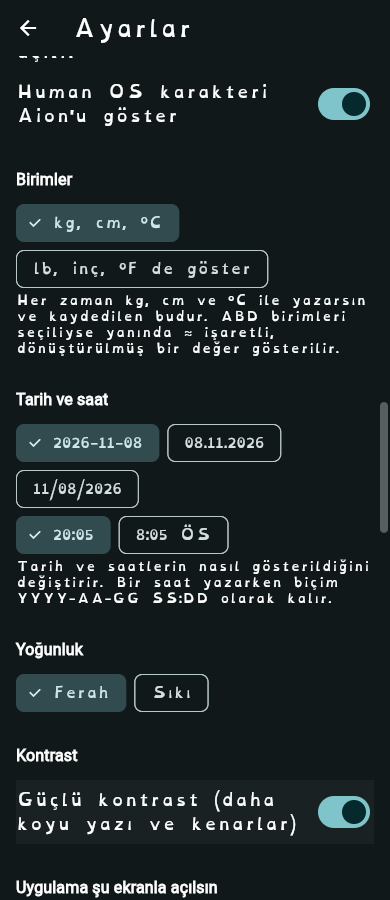 Ayarlar
Human OS karakteri
Aion'u göster
Birimler
kg, cm, °C
lb, inç, °F de göster
Her zaman kg, cm ve °C ile yazarsın
ve kaydedilen budur. ABD birimleri
seçiliyse yanında ≈ işaretli,
dönüştürülmüş bir değer gösterilir.
Tarih ve saat
2026-11-08 08.11.2026
11/08/2026
20:05 8:05 ÖS
Tarih ve saatlerin nasıl gösterildiğini
değiştirir. Bir saat yazarken biçim
YYYY-AA-GG SS:DD olarak kalır.
Yoğunluk
Ferah Sıkı
Kontrast
Güçlü kontrast (daha
koyu yazı ve kenarlar)
Uygulama şu ekranla açılsın